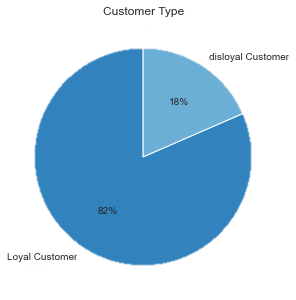 Customer Type
disloyal Customer
18%
82%
Loyal Customer